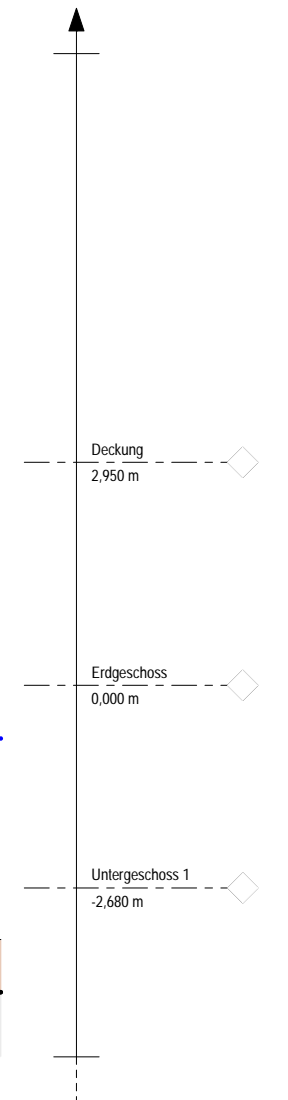 Deckung
2,950 m
Erdgeschoss
0,000 m
Untergeschoss 1
-2,680 m